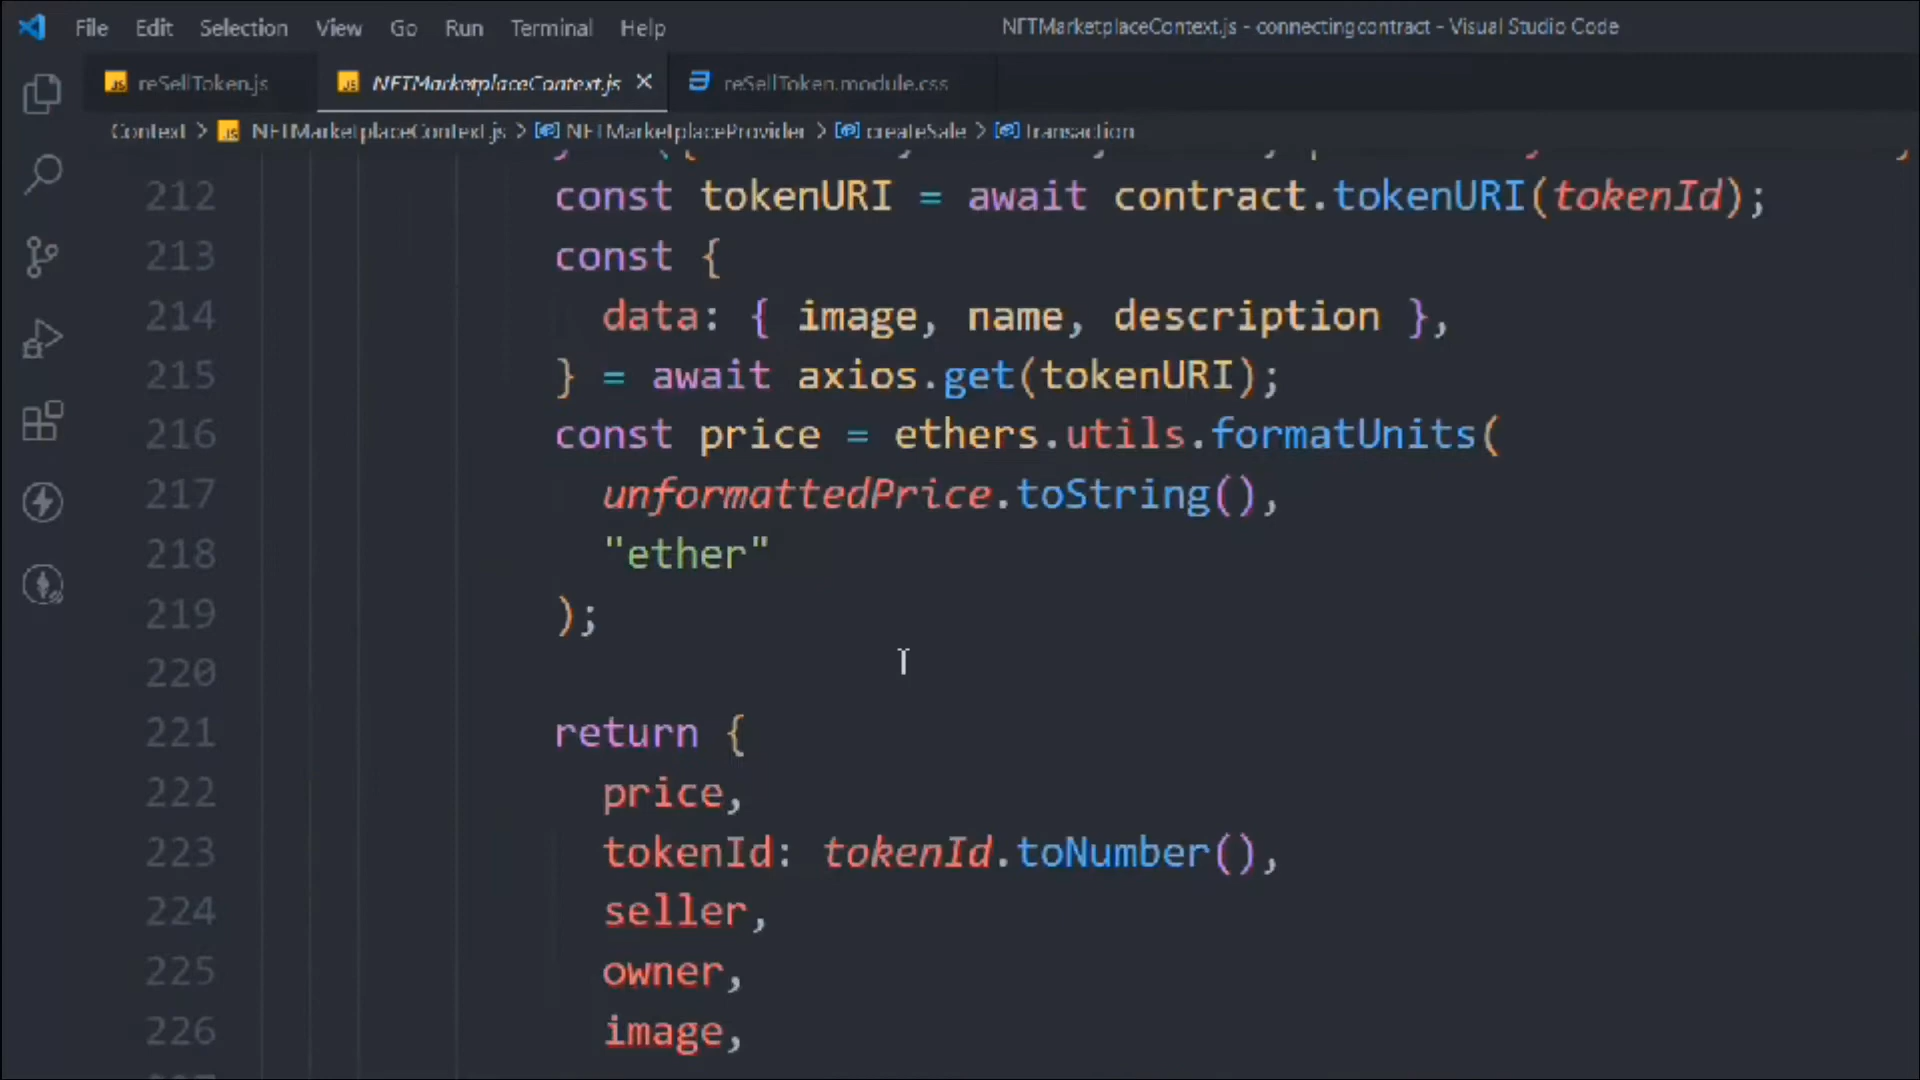 File Edit Selection View Go Run Terminal Help NFTMarketplaceContext.js - connectingcontract - Visual Studio Code
JS reSellToken.js JS NFTMarketplaceContext.js reSellToken.module.css
Context > JS NFTMarketplaceContext.js > NFTMarketplaceProvider > createSale > transaction
212 const tokenURI = await contract.tokenURI(tokenId);
213 const {
214 data: { image, name, description },
215 } = await axios.get(tokenURI);
216 const price = ethers.utils.formatUnits(
217 unformattedPrice.toString(),
218 "ether"
219 );
220
221 return {
222 price,
223 tokenId: tokenId.toNumber(),
224 seller,
225 owner,
226 image,